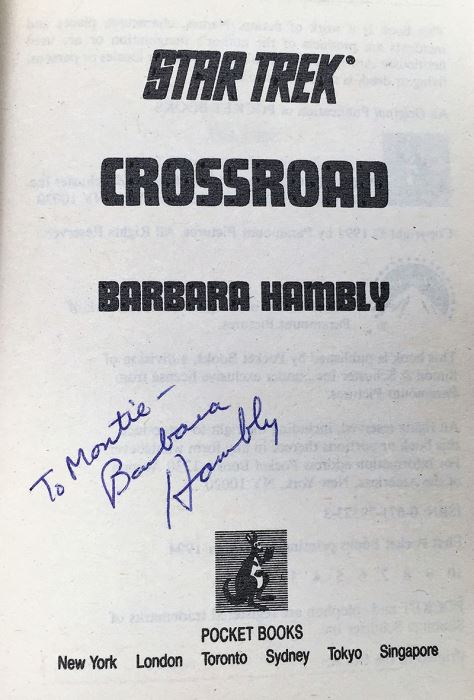 STAR TREK®
CROSSROAD
BARBARA HAMBLY
To Montie –
Barbara
Hambly
POCKET BOOKS
New York London Toronto Sydney Tokyo Singapore